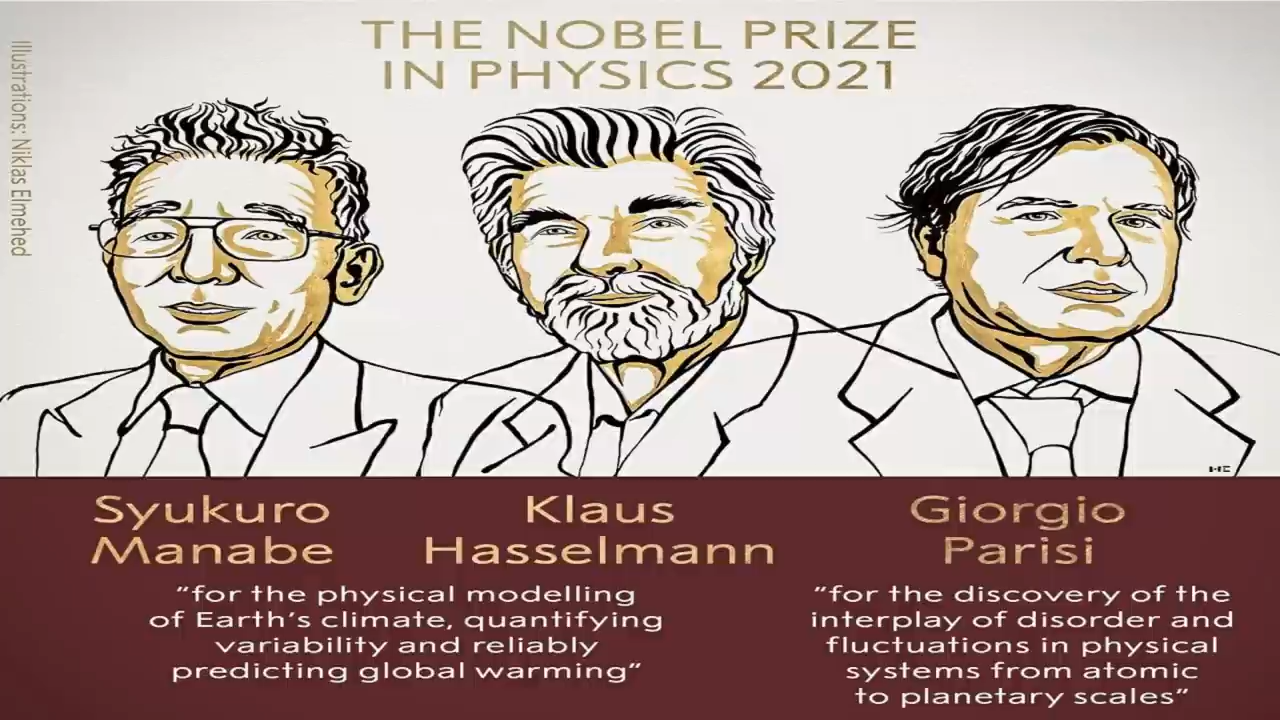 THE NOBEL PRIZE
IN PHYSICS 2021
Illustrations: Niklas Elmehed
Syukuro
Manabe
Klaus
Hasselmann
Giorgio
Parisi
“for the physical modelling
of Earth’s climate, quantifying
variability and reliably
predicting global warming”
“for the discovery of the
interplay of disorder and
fluctuations in physical
systems from atomic
to planetary scales”